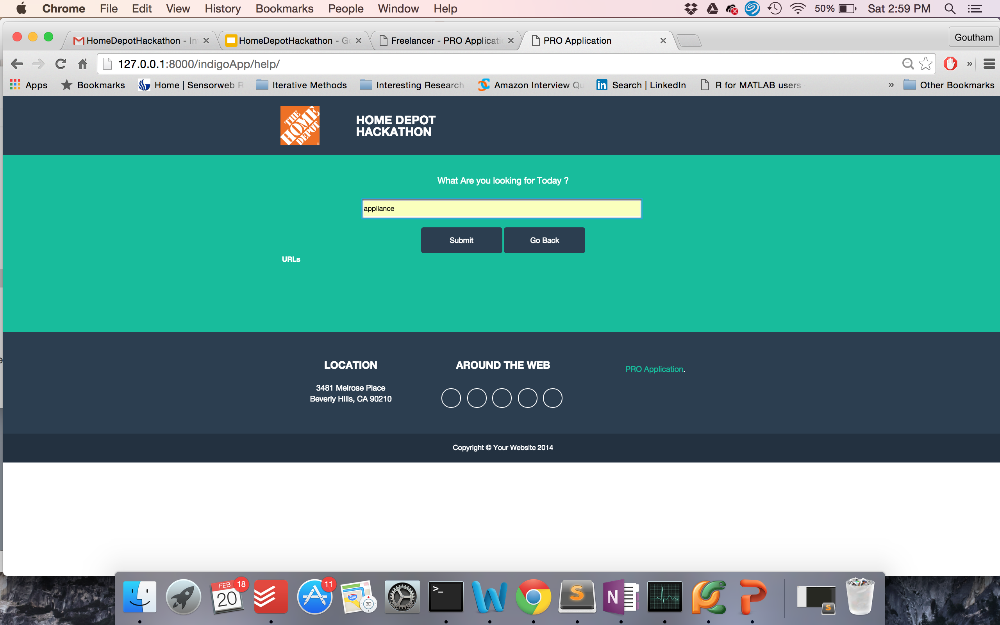 Chrome File Edit View History Bookmarks People Window Help 50% Sat 2:59 PM
HomeDepotHackathon - In HomeDepotHackathon - Go Freelancer - PRO Applicati PRO Application Goutham
127.0.0.1:8000/indigoApp/help/
Apps Bookmarks Home | Sensorweb R Iterative Methods Interesting Research Amazon Interview Qu Search | LinkedIn R for MATLAB users » Other Bookmarks
THE
HOME
DEPOT
HOME DEPOT
HACKATHON
What Are you looking for Today ?
appliance
Submit Go Back
URLs
LOCATION
3481 Melrose Place
Beverly Hills, CA 90210
AROUND THE WEB
PRO Application.
Copyright © Your Website 2014
FEB 18
20
11
280
3D